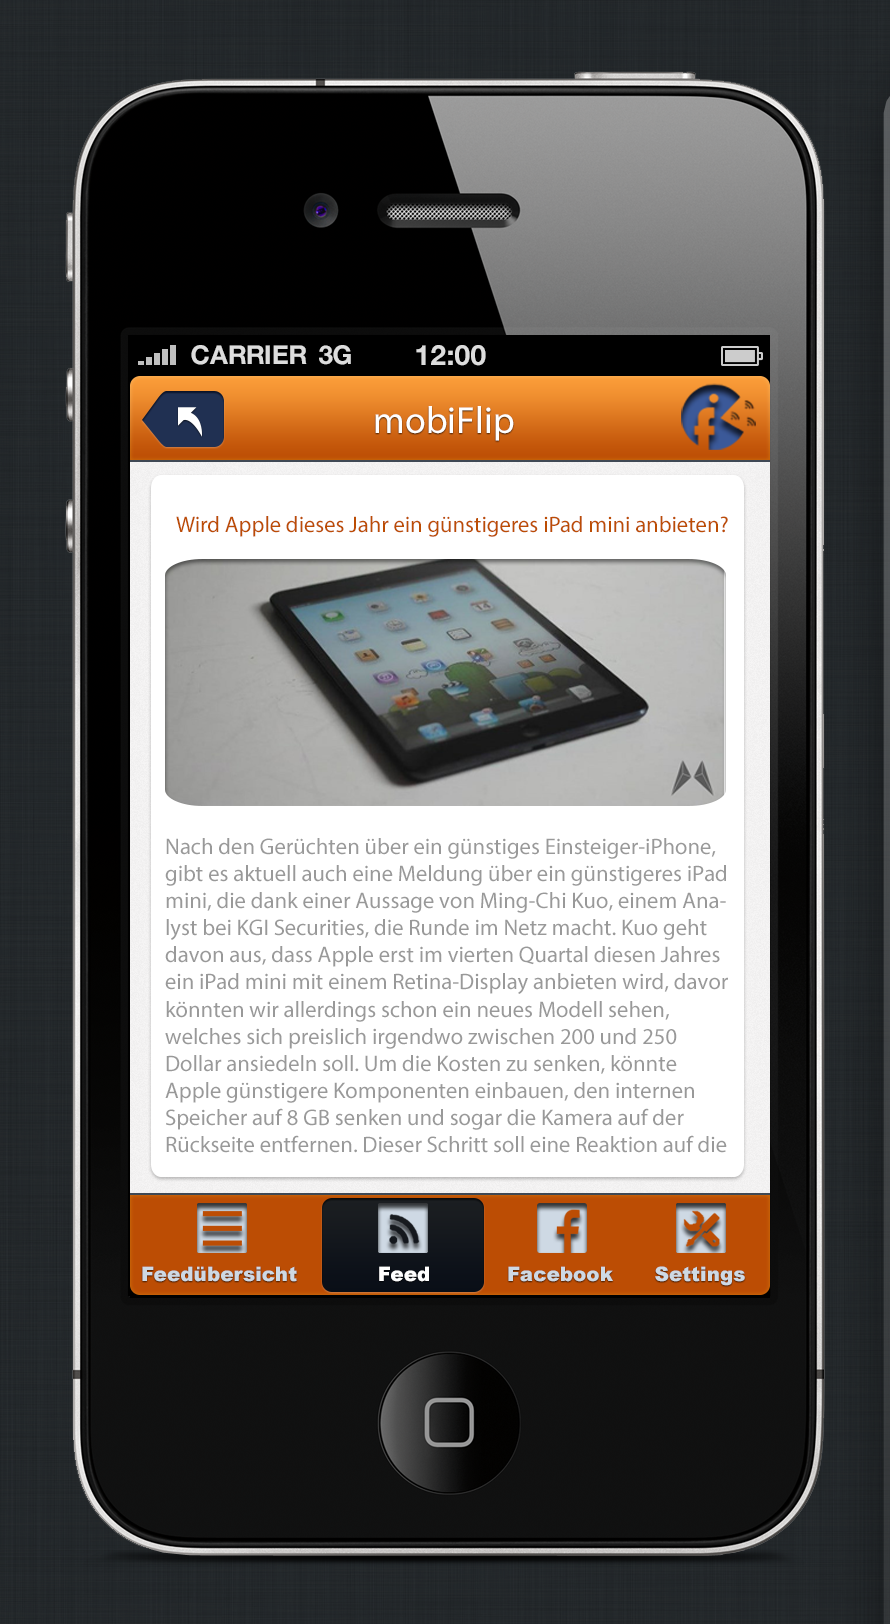 CARRIER 3G 12:00
mobiFlip
Wird Apple dieses Jahr ein günstigeres iPad mini anbieten?
Nach den Gerüchten über ein günstiges Einsteiger-iPhone,
gibt es aktuell auch eine Meldung über ein günstigeres iPad
mini, die dank einer Aussage von Ming-Chi Kuo, einem Ana-
lyst bei KGI Securities, die Runde im Netz macht. Kuo geht
davon aus, dass Apple erst im vierten Quartal diesen Jahres
ein iPad mini mit einem Retina-Display anbieten wird, davor
könnten wir allerdings schon ein neues Modell sehen,
welches sich preislich irgendwo zwischen 200 und 250
Dollar ansiedeln soll. Um die Kosten zu senken, könnte
Apple günstigere Komponenten einbauen, den internen
Speicher auf 8 GB senken und sogar die Kamera auf der
Rückseite entfernen. Dieser Schritt soll eine Reaktion auf die
Feedübersicht Feed Facebook Settings